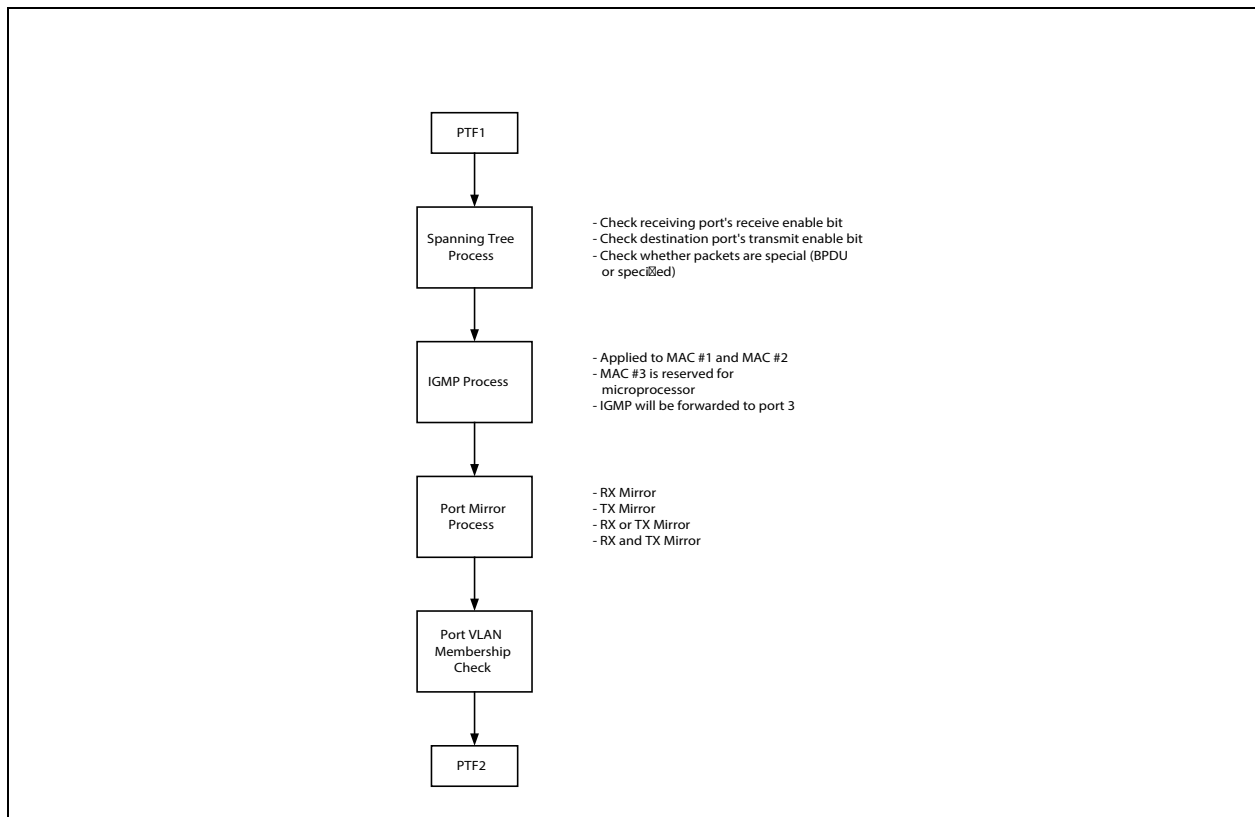 PTF1
Spanning Tree
Process
- Check receiving port's receive enable bit
- Check destination port's transmit enable bit
- Check whether packets are special (BPDU
or speci☒ed)
IGMP Process
- Applied to MAC #1 and MAC #2
- MAC #3 is reserved for
microprocessor
- IGMP will be forwarded to port 3
Port Mirror
Process
- RX Mirror
- TX Mirror
- RX or TX Mirror
- RX and TX Mirror
Port VLAN
Membership
Check
PTF2